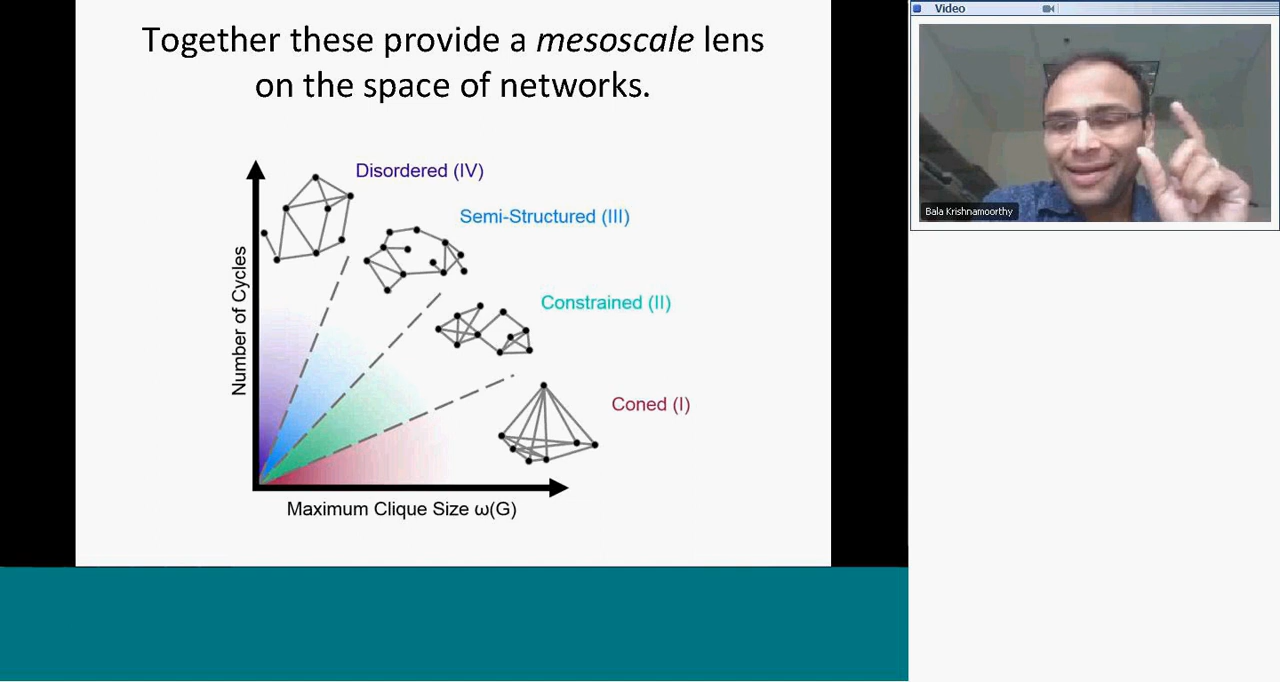 Together these provide a mesoscale lens
on the space of networks.
Disordered (IV)
Semi-Structured (III)
Constrained (II)
Coned (I)
Number of Cycles
Maximum Clique Size ω(G)
Video
Bala Krishnamoorthy